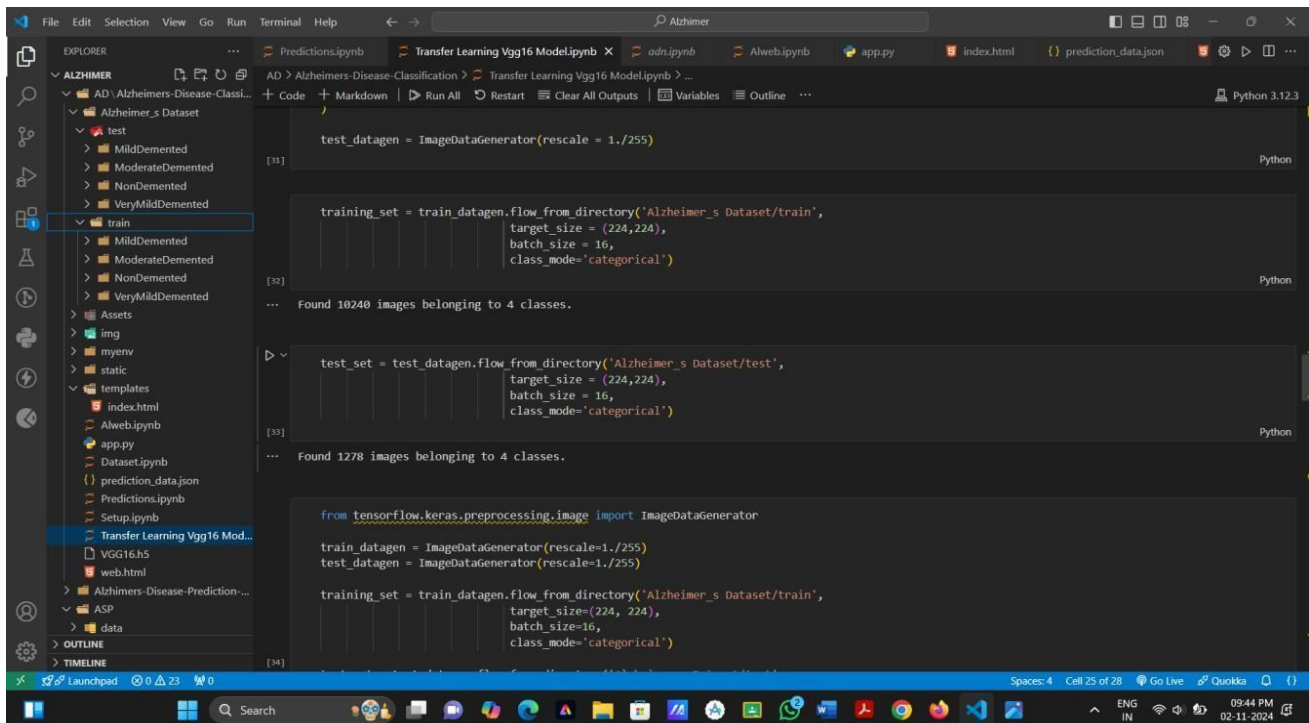 File Edit Selection View Go Run Terminal Help
Alzhimer
EXPLORER
Predictions.ipynb
Transfer Learning Vgg16 Model.ipynb
adn.ipynb
Alweb.ipynb
app.py
index.html
prediction_data.json
ALZHIMER
AD > Alzheimers-Disease-Classification > Transfer Learning Vgg16 Model.ipynb > ...
AD\Alzheimers-Disease-Classi...
+ Code + Markdown | Run All Restart Clear All Outputs | Variables Outline ...
Python 3.12.3
Alzheimer_s Dataset
test
MildDemented
ModerateDemented
NonDemented
VeryMildDemented
train
MildDemented
ModerateDemented
NonDemented
VeryMildDemented
Assets
img
myenv
static
templates
index.html
Alweb.ipynb
app.py
Dataset.ipynb
prediction_data.json
Predictions.ipynb
Setup.ipynb
Transfer Learning Vgg16 Mod...
VGG16.h5
web.html
Alzhimers-Disease-Prediction-...
ASP
data
OUTLINE
TIMELINE
)
test_datagen = ImageDataGenerator(rescale = 1./255)
[31]
Python
training_set = train_datagen.flow_from_directory('Alzheimer_s Dataset/train',
target_size = (224,224),
batch_size = 16,
class_mode='categorical')
[32]
Python
... Found 10240 images belonging to 4 classes.
test_set = test_datagen.flow_from_directory('Alzheimer_s Dataset/test',
target_size = (224,224),
batch_size = 16,
class_mode='categorical')
[33]
Python
... Found 1278 images belonging to 4 classes.
from tensorflow.keras.preprocessing.image import ImageDataGenerator
train_datagen = ImageDataGenerator(rescale=1./255)
test_datagen = ImageDataGenerator(rescale=1./255)
training_set = train_datagen.flow_from_directory('Alzheimer_s Dataset/train',
target_size=(224, 224),
batch_size=16,
class_mode='categorical')
[34]
Launchpad 0 23 0
Spaces: 4 Cell 25 of 28 Go Live Quokka
Search
ENG
IN
09:44 PM
02-11-2024